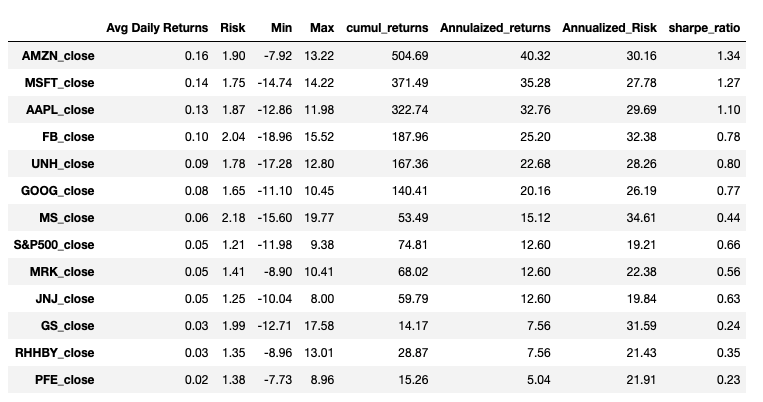 Avg Daily Returns Risk Min Max cumul_returns Annulaized_returns Annualized_Risk sharpe_ratio
AMZN_close 0.16 1.90 -7.92 13.22 504.69 40.32 30.16 1.34
MSFT_close 0.14 1.75 -14.74 14.22 371.49 35.28 27.78 1.27
AAPL_close 0.13 1.87 -12.86 11.98 322.74 32.76 29.69 1.10
FB_close 0.10 2.04 -18.96 15.52 187.96 25.20 32.38 0.78
UNH_close 0.09 1.78 -17.28 12.80 167.36 22.68 28.26 0.80
GOOG_close 0.08 1.65 -11.10 10.45 140.41 20.16 26.19 0.77
MS_close 0.06 2.18 -15.60 19.77 53.49 15.12 34.61 0.44
S&P500_close 0.05 1.21 -11.98 9.38 74.81 12.60 19.21 0.66
MRK_close 0.05 1.41 -8.90 10.41 68.02 12.60 22.38 0.56
JNJ_close 0.05 1.25 -10.04 8.00 59.79 12.60 19.84 0.63
GS_close 0.03 1.99 -12.71 17.58 14.17 7.56 31.59 0.24
RHHBY_close 0.03 1.35 -8.96 13.01 28.87 7.56 21.43 0.35
PFE_close 0.02 1.38 -7.73 8.96 15.26 5.04 21.91 0.23